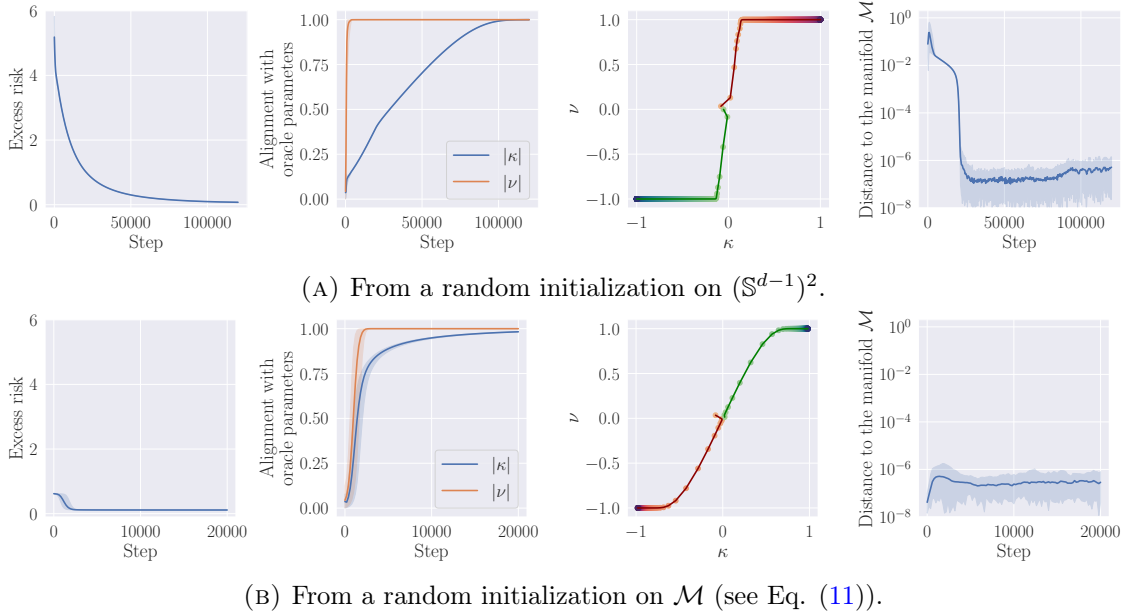 6
4
2
0
Excess risk
0
50000
100000
Step
1.00
0.75
0.50
0.25
0.00
Alignment with
oracle parameters
|κ|
|ν|
0
50000
100000
Step
1.0
0.5
0.0
−0.5
−1.0
ν
−1
0
1
κ
10⁰
10⁻²
10⁻⁴
10⁻⁶
10⁻⁸
Distance to the manifold ℳ
0
50000
100000
Step
(A) From a random initialization on (𝕊ᵈ⁻¹)².
6
4
2
0
Excess risk
0
10000
20000
Step
1.00
0.75
0.50
0.25
0.00
Alignment with
oracle parameters
|κ|
|ν|
0
10000
20000
Step
1.0
0.5
0.0
−0.5
−1.0
ν
−1
0
1
κ
10⁰
10⁻²
10⁻⁴
10⁻⁶
10⁻⁸
Distance to the manifold ℳ
0
10000
20000
Step
(B) From a random initialization on ℳ (see Eq. (11)).